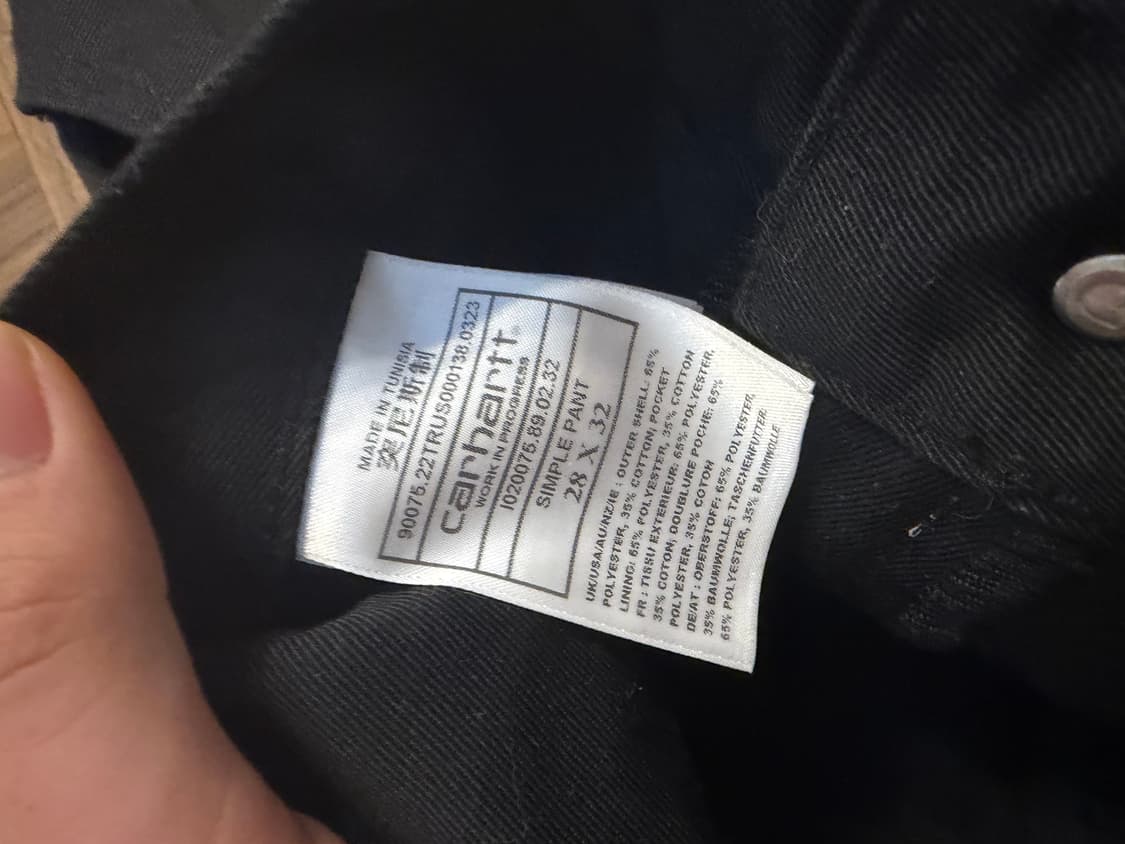 MADE IN TUNISIA
突尼斯制
90075.22TRUS000138.0323
carhartt®
WORK IN PROGRESS
I020075.89.02.32
SIMPLE PANT
28 X 32
UK/USA/AU/NZ/IE : OUTER SHELL: 65%
POLYESTER, 35% COTTON; POCKET
LINING: 65% POLYESTER, 35% COTTON
FR : TISSU EXTERIEUR: 65% POLYESTER,
35% COTON; DOUBLURE POCHE: 65%
POLYESTER, 35% COTON
DE/AT : OBERSTOFF: 65% POLYESTER,
35% BAUMWOLLE; TASCHENFUTTER:
65% POLYESTER, 35% BAUMWOLLE